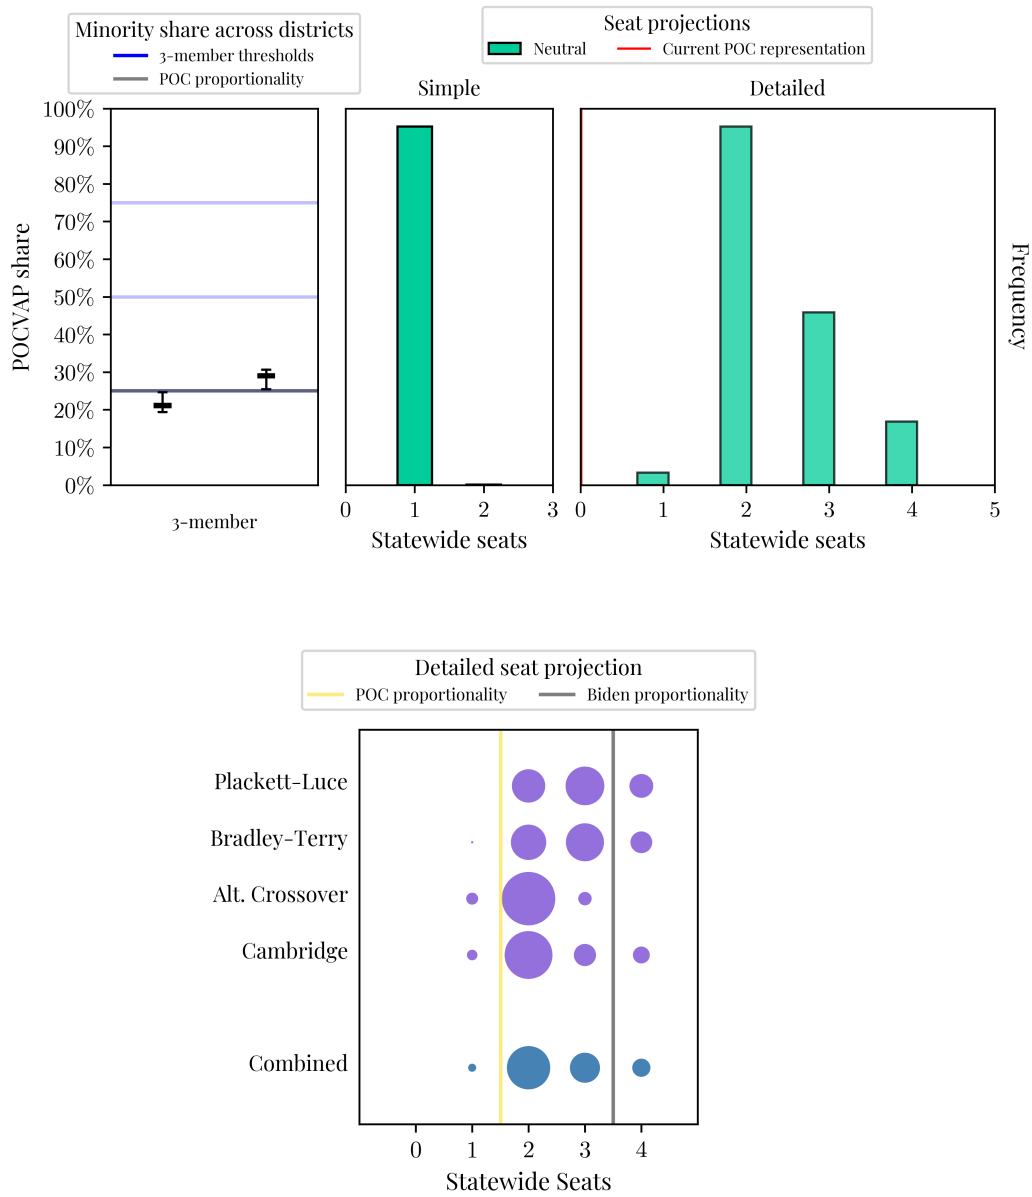 Minority share across districts
3-member thresholds
POC proportionality
Seat projections
Neutral
Current POC representation
Simple
Detailed
100%
90%
80%
70%
60%
50%
40%
30%
20%
10%
0%
POCVAP share
3-member
0 1 2 3
Statewide seats
0 1 2 3 4 5
Statewide seats
Frequency
Detailed seat projection
POC proportionality
Biden proportionality
Plackett-Luce
Bradley-Terry
Alt. Crossover
Cambridge
Combined
0 1 2 3 4
Statewide Seats